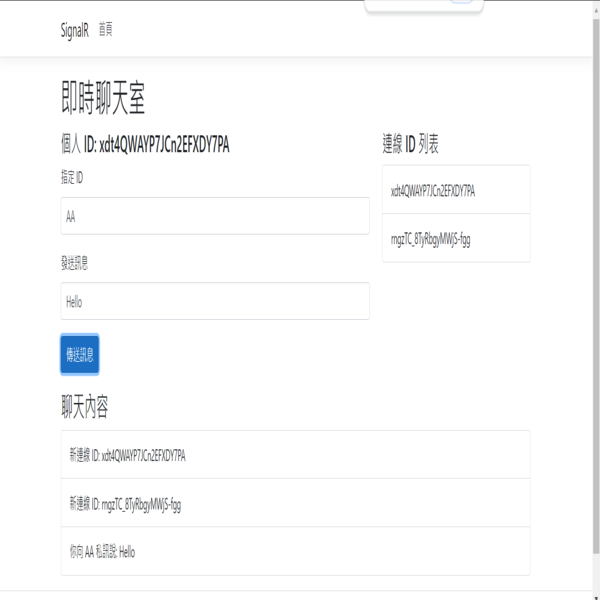 SignalR 首頁
即時聊天室
個人 ID: xdt4QWAYP7JCn2EFXDY7PA
指定 ID
AA
發送訊息
Hello
傳送訊息
連線 ID 列表
xdt4QWAYP7JCn2EFXDY7PA
mgzTC_8TyRbgyMWjS-fgg
聊天內容
新連線 ID: xdt4QWAYP7JCn2EFXDY7PA
新連線 ID: mgzTC_8TyRbgyMWjS-fgg
你向 AA 私訊說: Hello